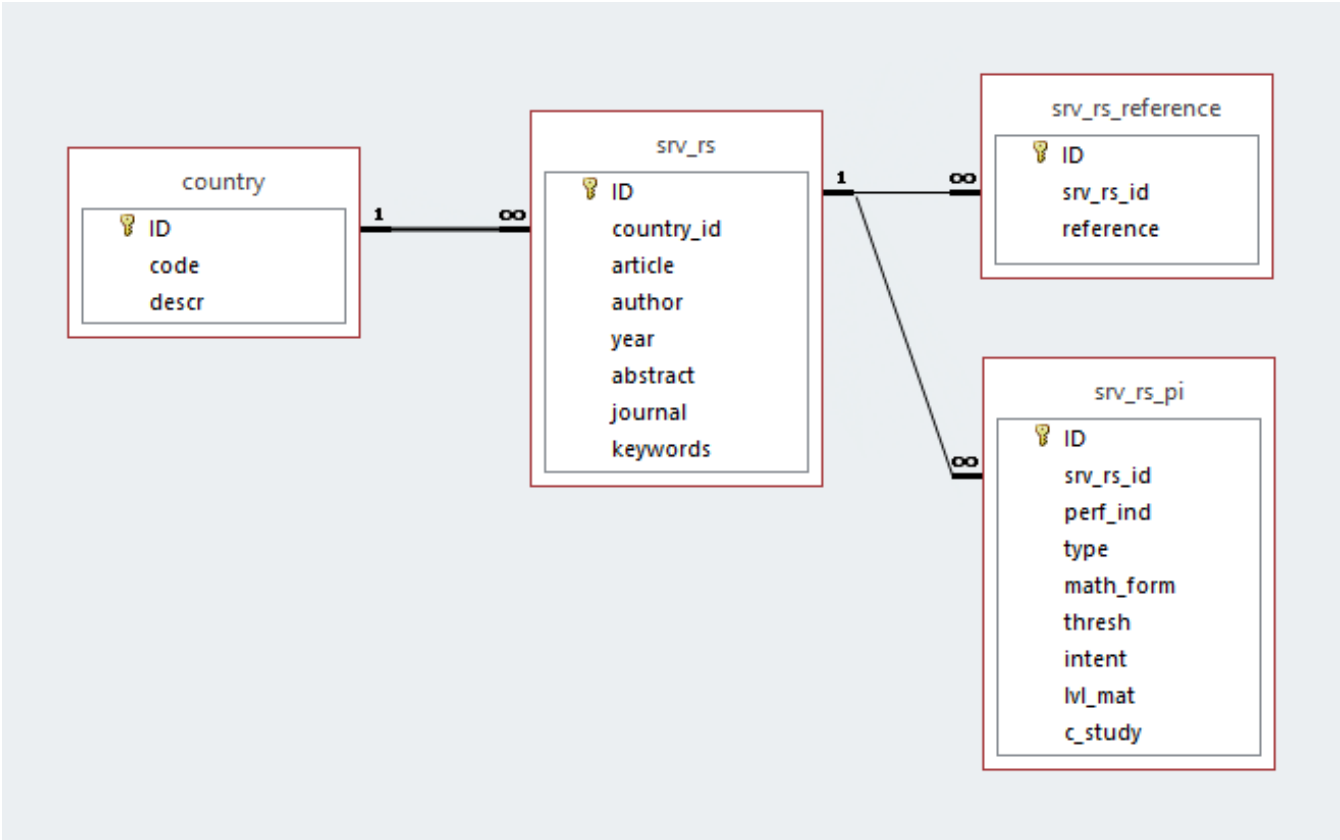 country
ID
code
descr
1
∞
srv_rs
ID
country_id
article
author
year
abstract
journal
keywords
1
∞
∞
srv_rs_reference
ID
srv_rs_id
reference
srv_rs_pi
ID
srv_rs_id
perf_ind
type
math_form
thresh
intent
lvl_mat
c_study